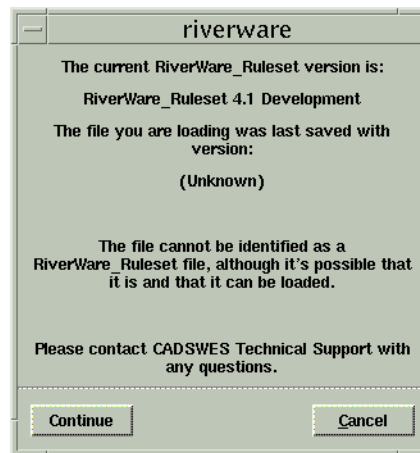 riverware
The current RiverWare_Ruleset version is:
RiverWare_Ruleset 4.1 Development
The file you are loading was last saved with
version:
(Unknown)
The file cannot be identified as a
RiverWare_Ruleset file, although it's possible that
it is and that it can be loaded.
Please contact CADSWES Technical Support with
any questions.
Continue
Cancel